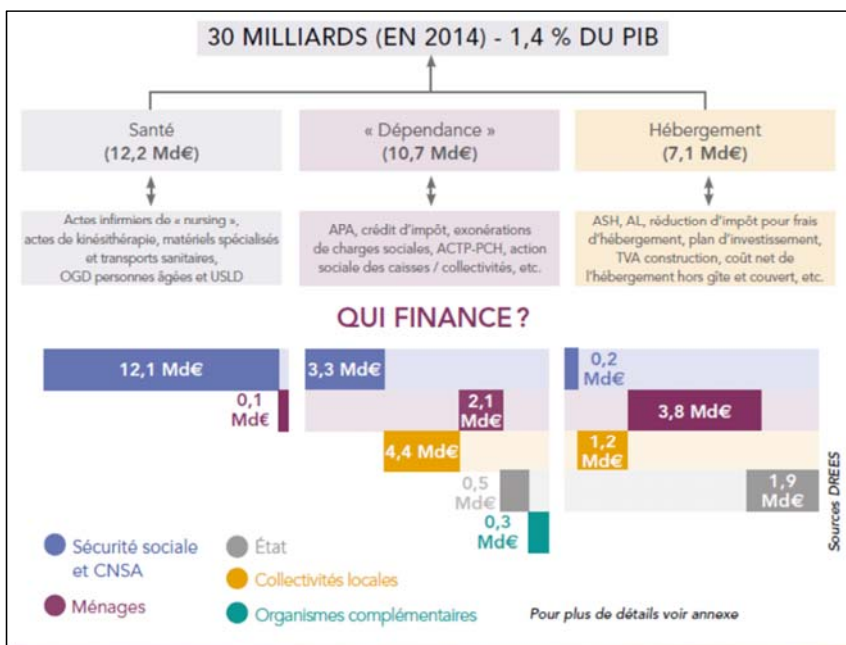 30 MILLIARDS (EN 2014) - 1,4 % DU PIB
Santé
(12,2 Md€)
« Dépendance »
(10,7 Md€)
Hébergement
(7,1 Md€)
Actes infirmiers de « nursing »,
actes de kinésithérapie, matériels spécialisés
et transports sanitaires,
OGD personnes âgées et USLD
APA, crédit d'impôt, exonérations
de charges sociales, ACTP-PCH, action
sociale des caisses / collectivités, etc.
ASH, AL, réduction d'impôt pour frais
d'hébergement, plan d'investissement,
TVA construction, coût net de
l'hébergement hors gîte et couvert, etc.
QUI FINANCE ?
12,1 Md€
0,1
Md€
3,3 Md€
2,1
Md€
4,4 Md€
0,5
Md€
0,3
Md€
0,2
Md€
3,8 Md€
1,2
Md€
1,9
Md€
Sécurité sociale
et CNSA
Ménages
État
Collectivités locales
Organismes complémentaires
Pour plus de détails voir annexe
Sources DREES